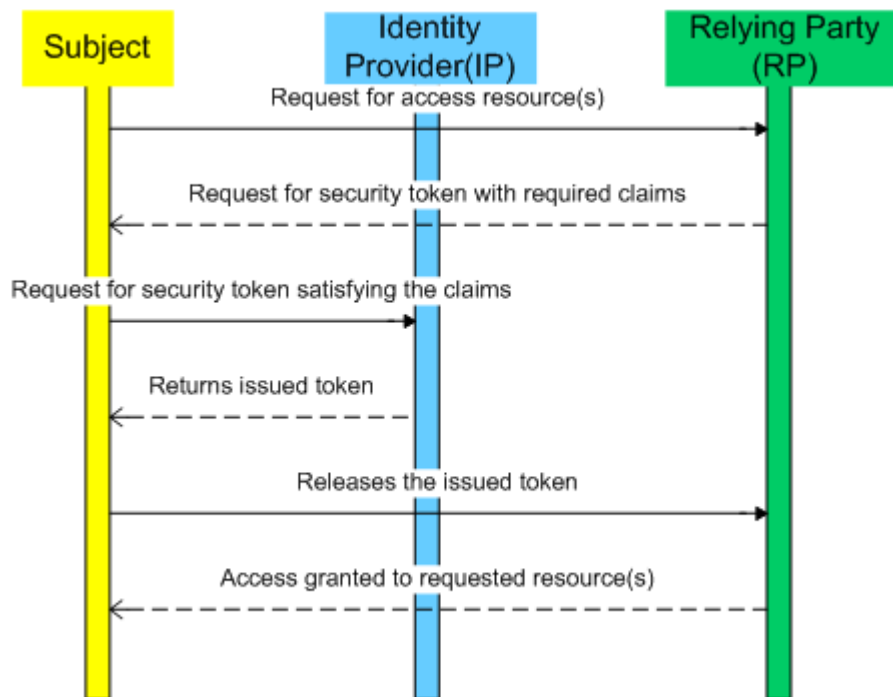 Subject
Identity
Provider(IP)
Relying Party
(RP)
Request for access resource(s)
Request for security token with required claims
Request for security token satisfying the claims
Returns issued token
Releases the issued token
Access granted to requested resource(s)